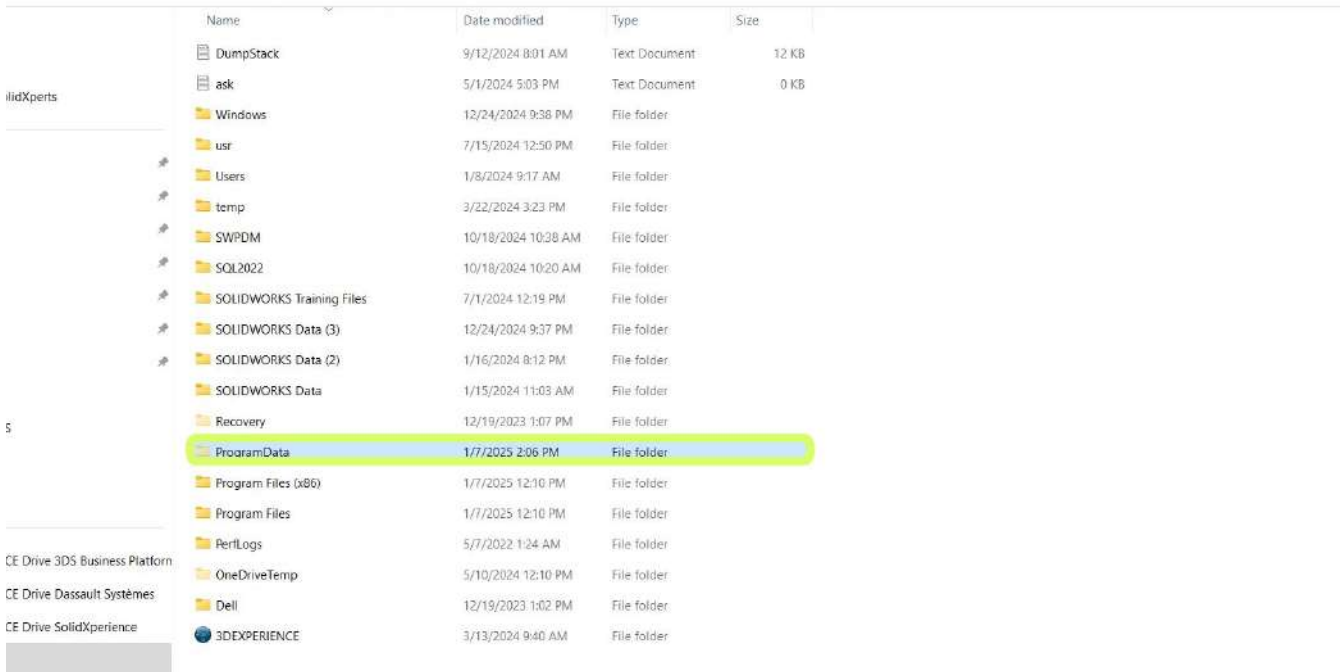 Name Date modified Type Size
DumpStack 9/12/2024 8:01 AM Text Document 12 KB
ask 5/1/2024 5:03 PM Text Document 0 KB
lidXperts
Windows 12/24/2024 9:38 PM File folder
usr 7/15/2024 12:50 PM File folder
Users 1/8/2024 9:17 AM File folder
temp 3/22/2024 3:23 PM File folder
SWPDM 10/18/2024 10:38 AM File folder
SQL2022 10/18/2024 10:20 AM File folder
SOLIDWORKS Training Files 7/1/2024 12:19 PM File folder
SOLIDWORKS Data (3) 12/24/2024 9:37 PM File folder
SOLIDWORKS Data (2) 1/16/2024 8:12 PM File folder
SOLIDWORKS Data 1/15/2024 11:03 AM File folder
S Recovery 12/19/2023 1:07 PM File folder
ProgramData 1/7/2025 2:06 PM File folder
Program Files (x86) 1/7/2025 12:10 PM File folder
Program Files 1/7/2025 12:10 PM File folder
PerfLogs 5/7/2022 1:24 AM File folder
CE Drive 3DS Business Platforn
OneDriveTemp 5/10/2024 12:10 PM File folder
CE Drive Dassault Systèmes
Dell 12/19/2023 1:02 PM File folder
CE Drive SolidXperience
3DEXPERIENCE 3/13/2024 9:40 AM File folder